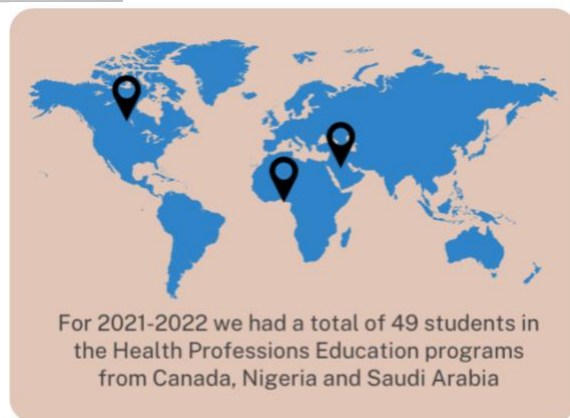 For 2021-2022 we had a total of 49 students in
the Health Professions Education programs
from Canada, Nigeria and Saudi Arabia